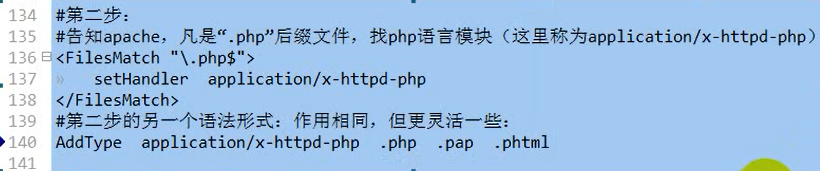 134 #第二步:
135 #告知apache, 凡是“.php”后缀文件, 找php语言模块（这里称为application/x-httpd-php）
136 <FilesMatch "\.php$">
137 setHandler application/x-httpd-php
138 </FilesMatch>
139 #第二步的另一个语法形式: 作用相同, 但更灵活一些:
140 AddType application/x-httpd-php .php .pap .phtml
141